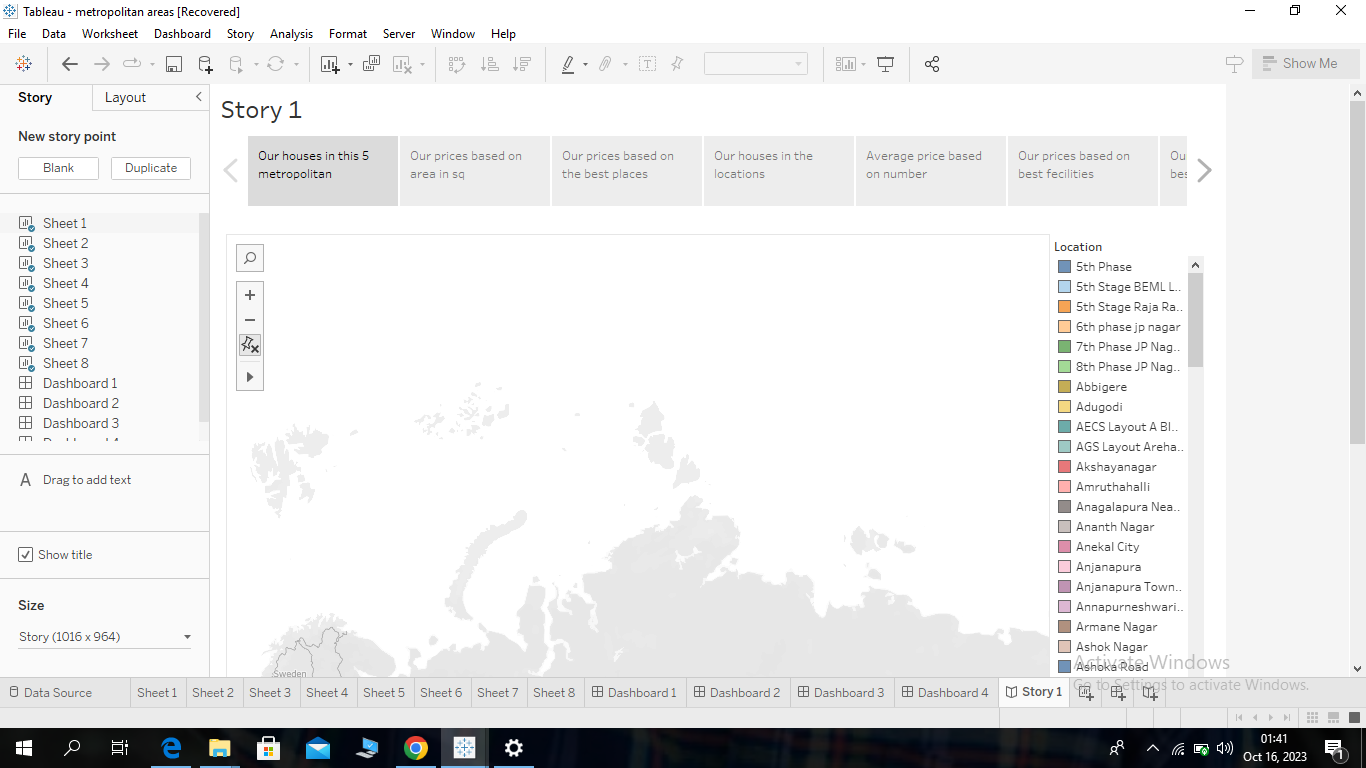 Tableau - metropolitan areas [Recovered]
File Data Worksheet Dashboard Story Analysis Format Server Window Help
Show Me
Story Layout
New story point
Blank Duplicate
Sheet 1
Sheet 2
Sheet 3
Sheet 4
Sheet 5
Sheet 6
Sheet 7
Sheet 8
Dashboard 1
Dashboard 2
Dashboard 3
A Drag to add text
Show title
Size
Story (1016 x 964)
Story 1
Our houses in this 5
metropolitan
Our prices based on
area in sq
Our prices based on
the best places
Our houses in the
locations
Average price based
on number
Our prices based on
best fecilities
Ou
bes
Sweden
Location
5th Phase
5th Stage BEML L..
5th Stage Raja Ra..
6th phase jp nagar
7th Phase JP Nag..
8th Phase JP Nag..
Abbigere
Adugodi
AECS Layout A Bl..
AGS Layout Areha..
Akshayanagar
Amruthahalli
Anagalapura Nea..
Ananth Nagar
Anekal City
Anjanapura
Anjanapura Town..
Annapurneshwari..
Armane Nagar
Ashok Nagar
Ashoka Road
Activate Windows
Go to Settings to activate Windows.
Data Source Sheet 1 Sheet 2 Sheet 3 Sheet 4 Sheet 5 Sheet 6 Sheet 7 Sheet 8 Dashboard 1 Dashboard 2 Dashboard 3 Dashboard 4 Story 1
01:41
Oct 16, 2023
1